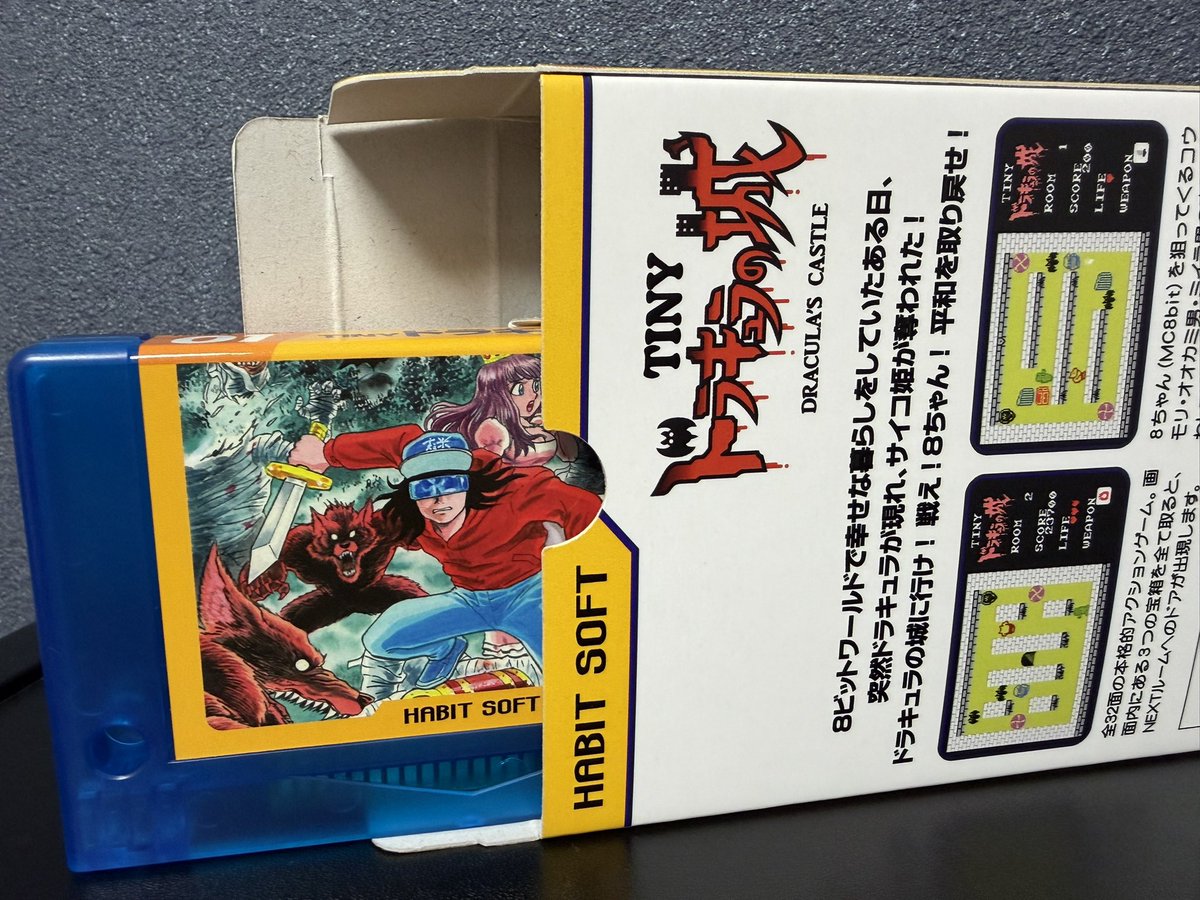 01 TINY
吉米
HABIT SOFT
HABIT SOFT
TINY
ドラキュラの城
DRACULA'S CASTLE
8ビットワールドで幸せな暮らしをしていたある日、
突然ドラキュラが現れ、サイコ姫が奪われた!
ドラキュラの城に行け! 戦え!8ちゃん! 平和を取り戻せ!
TINY
ドラキュラの城
ROOM 2
SCORE
23700
LIFE
WEAPON
全32面の本格的アクションゲーム。画
面内にある3つの宝箱を全て取ると、
NEXTルームへのドアが出現します。
TINY
ドラキュラの城
ROOM 1
SCORE
200
LIFE
WEAPON
8ちゃん(MC8bit)を狙ってくるコウ
モリ・オオカミ男・ミイラ男